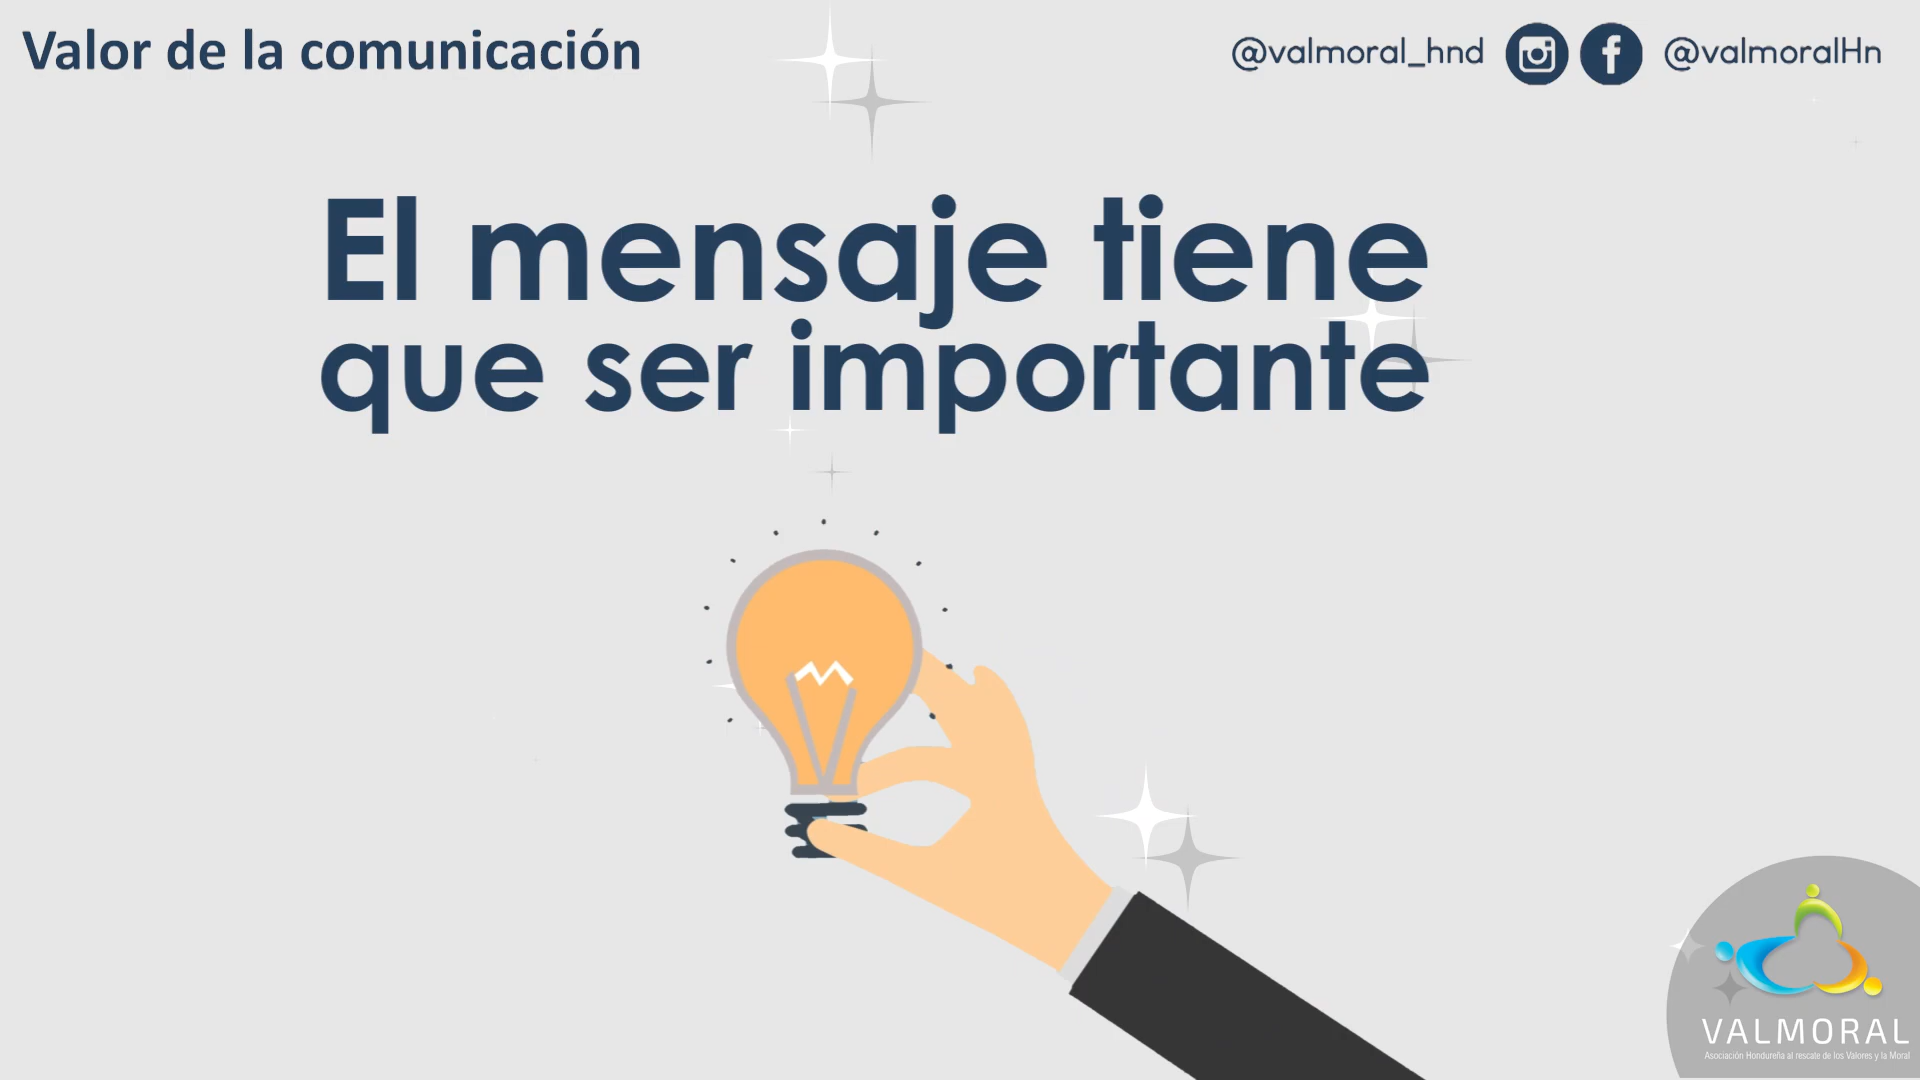 Valor de la comunicación
@valmoral_hnd @valmoralHn
El mensaje tiene
que ser importante
VALMORAL
Asociación Hondureña al rescate de los Valores y la Moral